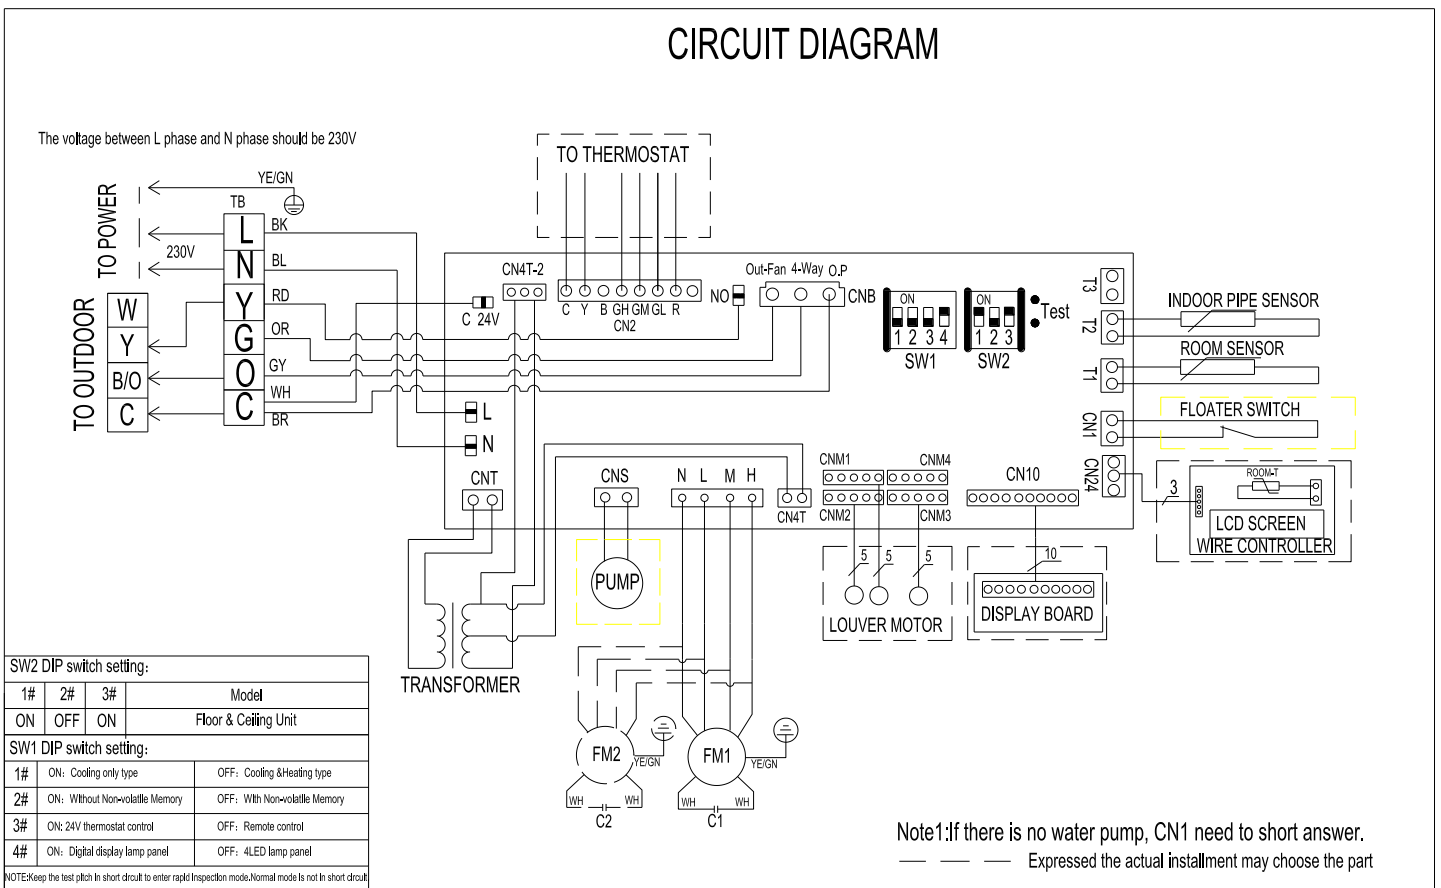 CIRCUIT DIAGRAM
The voltage between L phase and N phase should be 230V
TO POWER
YE/GN
TB
230V
L
N
Y
G
O
C
BK
BL
RD
OR
GY
WH
BR
TO OUTDOOR
W
Y
B/O
C
TO THERMOSTAT
CN4T-2
C 24V
C Y B GH GM GL R
CN2
NO
Out-Fan 4-Way O.P
CNB
ON
1 2 3 4
SW1
ON
1 2 3
SW2
Test
T3
T2
T1
CN1
CN24
INDOOR PIPE SENSOR
ROOM SENSOR
FLOATER SWITCH
3
ROOM-T
LCD SCREEN
WIRE CONTROLLER
L
N
CNT
CNS
N L M H
CN4T
CNM1
CNM4
CNM2
CNM3
CN10
5
5
5
LOUVER MOTOR
10
DISPLAY BOARD
PUMP
TRANSFORMER
FM2
YE/GN
WH
WH
C2
FM1
YE/GN
WH
WH
C1
SW2 DIP switch setting:
1# 2# 3# Model
ON OFF ON Floor & Ceiling Unit
SW1 DIP switch setting:
1# ON: Cooling only type OFF: Cooling &Heating type
2# ON: Without Non-volatile Memory OFF: With Non-volatile Memory
3# ON: 24V thermostat control OFF: Remote control
4# ON: Digital display lamp panel OFF: 4LED lamp panel
NOTE:Keep the test pitch in short circuit to enter rapid inspection mode.Normal mode is not in short circuit
Note1:If there is no water pump, CN1 need to short answer.
Expressed the actual installment may choose the part